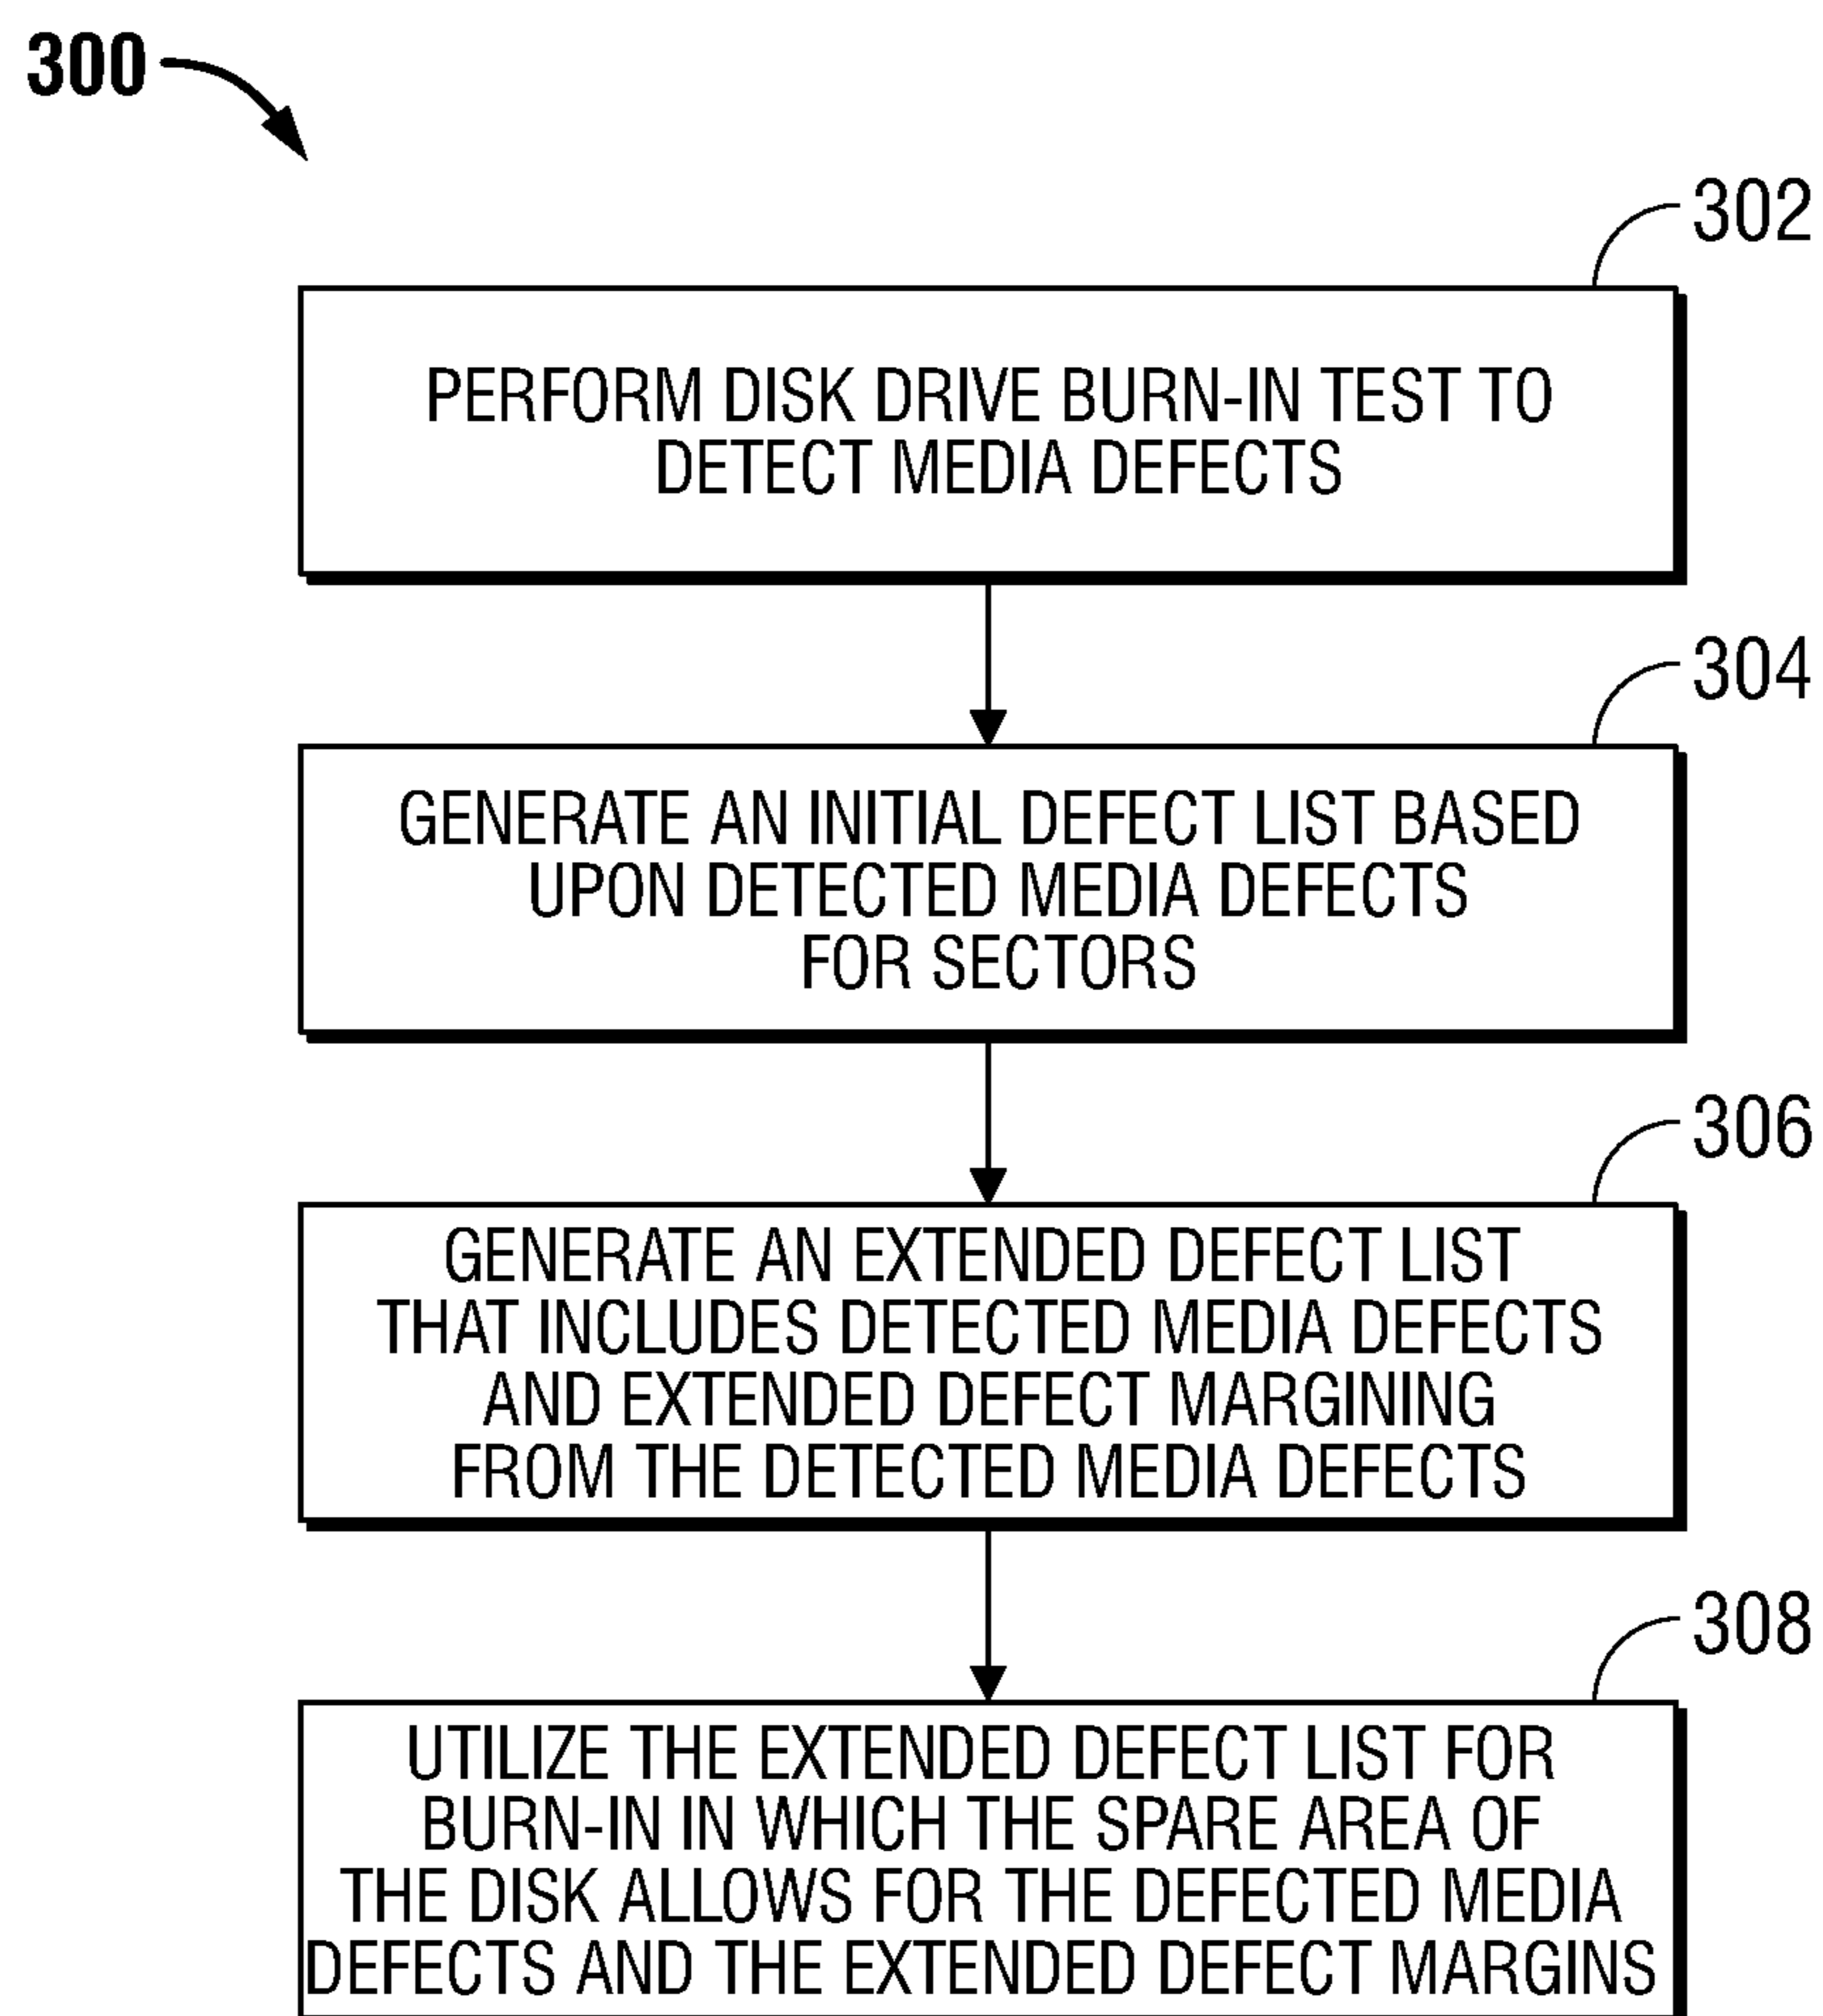 300
302
PERFORM DISK DRIVE BURN-IN TEST TO
DETECT MEDIA DEFECTS
304
GENERATE AN INITIAL DEFECT LIST BASED
UPON DETECTED MEDIA DEFECTS
FOR SECTORS
306
GENERATE AN EXTENDED DEFECT LIST
THAT INCLUDES DETECTED MEDIA DEFECTS
AND EXTENDED DEFECT MARGINING
FROM THE DETECTED MEDIA DEFECTS
308
UTILIZE THE EXTENDED DEFECT LIST FOR
BURN-IN IN WHICH THE SPARE AREA OF
THE DISK ALLOWS FOR THE DEFECTED MEDIA
DEFECTS AND THE EXTENDED DEFECT MARGINS